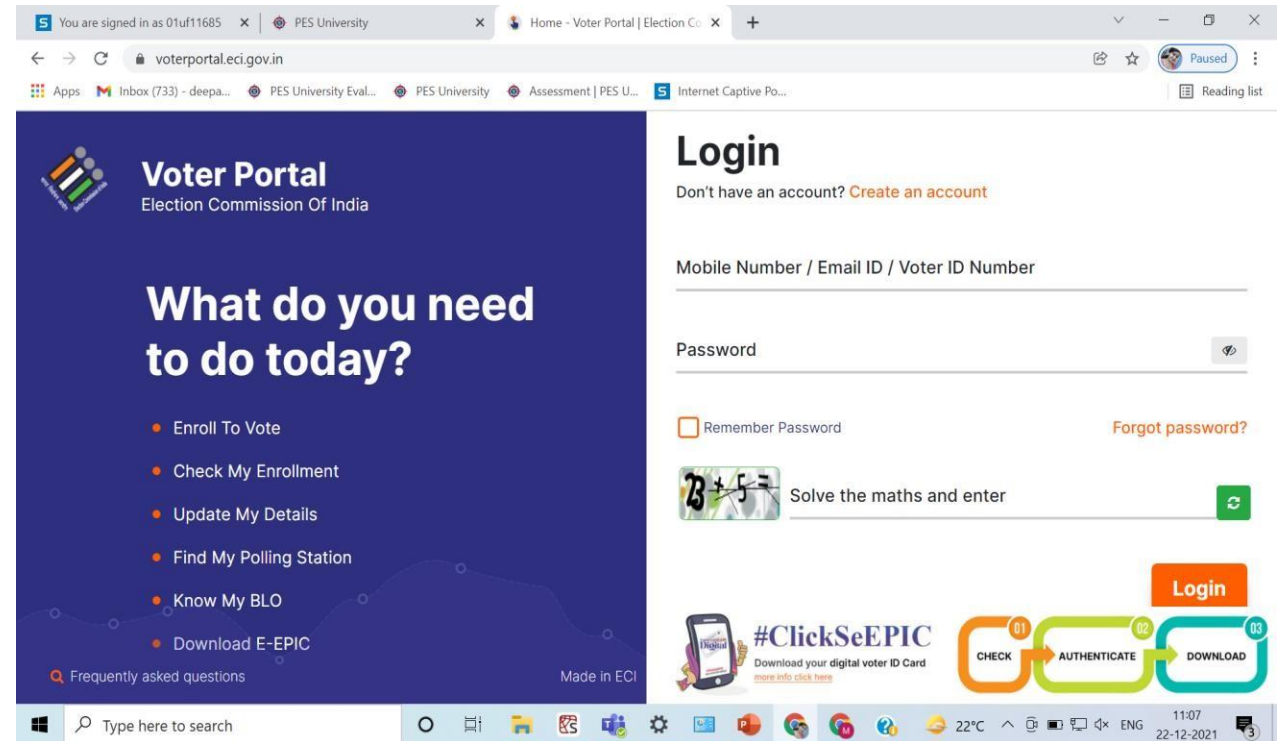 You are signed in as 01uf11685
PES University
Home - Voter Portal | Election Co
voterportal.eci.gov.in
Paused
Apps
Inbox (733) - deepa...
PES University Eval...
PES University
Assessment | PES U...
Internet Captive Po...
Reading list
Voter Portal
Election Commission Of India
What do you need
to do today?
Enroll To Vote
Check My Enrollment
Update My Details
Find My Polling Station
Know My BLO
Download E-EPIC
Frequently asked questions
Made in ECI
Login
Don't have an account? Create an account
Mobile Number / Email ID / Voter ID Number
Password
Remember Password
Forgot password?
23+5=
Solve the maths and enter
Login
Digital
#ClickSeEPIC
Download your digital voter ID Card
more info click here
01
CHECK
02
AUTHENTICATE
03
DOWNLOAD
Type here to search
22°C
ENG
11:07
22-12-2021
3